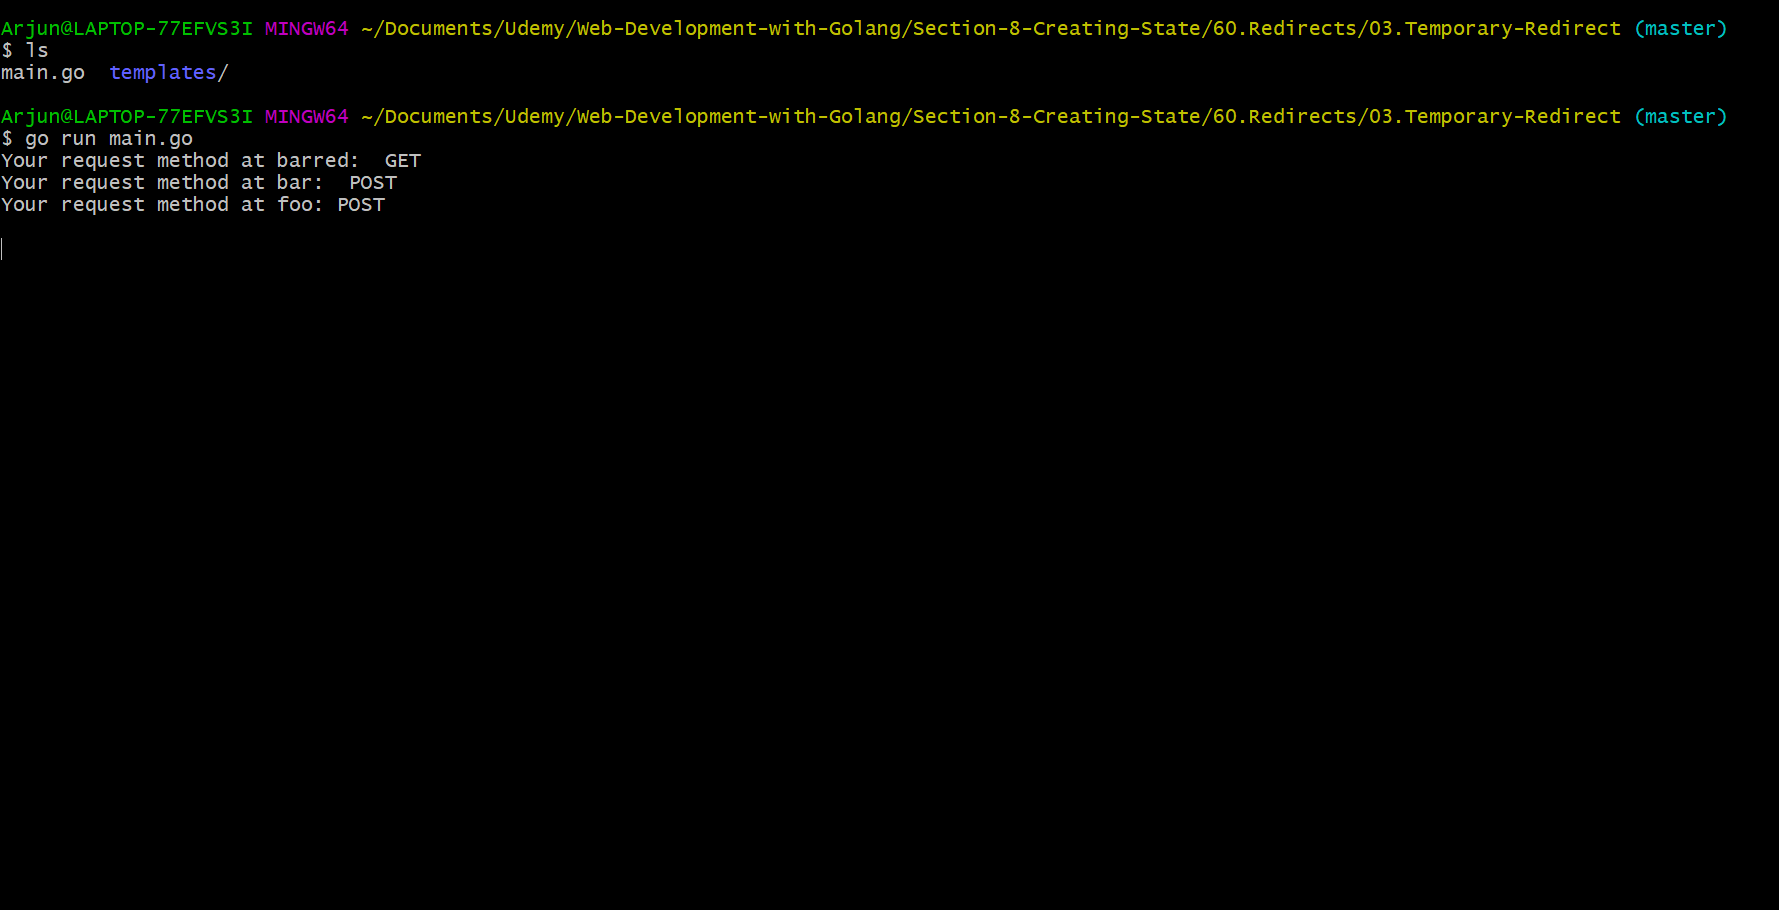 Arjun@LAPTOP-77EFVS3I MINGW64 ~/Documents/Udemy/Web-Development-with-Golang/Section-8-Creating-State/60.Redirects/03.Temporary-Redirect (master)
$ ls
main.go  templates/
Arjun@LAPTOP-77EFVS3I MINGW64 ~/Documents/Udemy/Web-Development-with-Golang/Section-8-Creating-State/60.Redirects/03.Temporary-Redirect (master)
$ go run main.go
Your request method at barred:  GET
Your request method at bar:  POST
Your request method at foo: POST